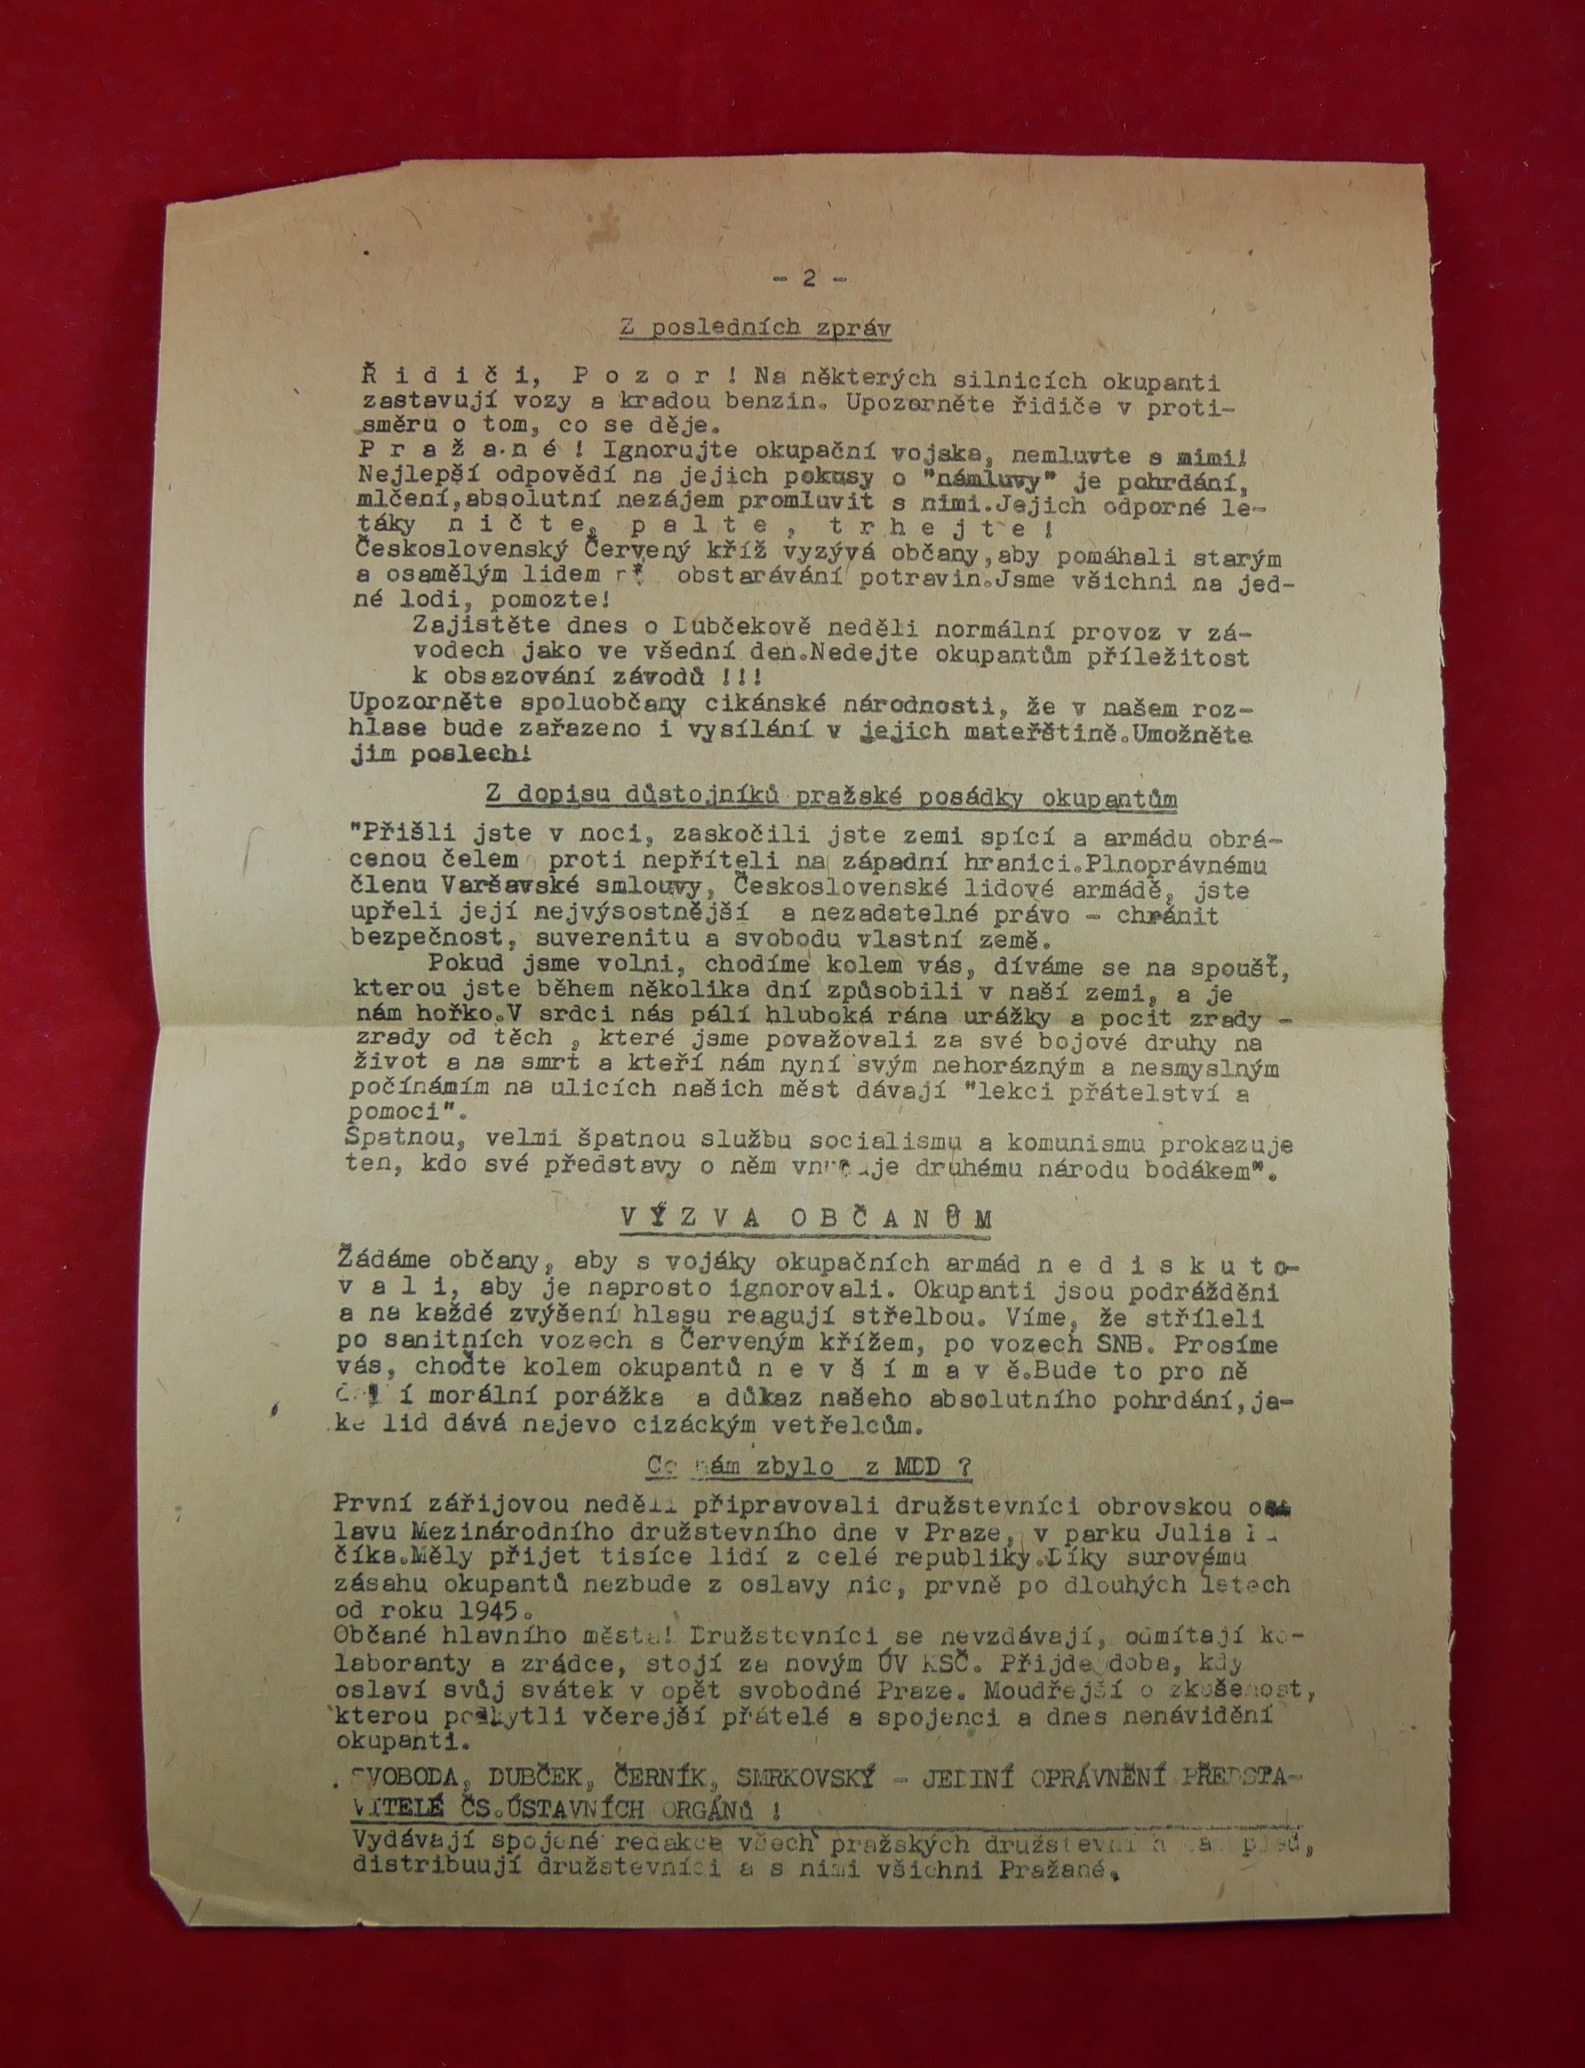 - 2 -
Z posledních zpráv
Ř i d i č i, P o z o r ! Na některých silnicích okupanti
zastavují vozy a kradou benzin. Upozorněte řidiče v proti-
směru o tom, co se děje.
P r a ž a n é ! Ignorujte okupační vojska, nemluvte s mimi!
Nejlepší odpovědí na jejich pokusy o "námluvy" je pohrdání,
mlčení,absolutní nezájem promluvit s nimi.Jejich odporné le-
táky n i č t e, p a l t e , t r h e j t e !
Československý Červený kříž vyzývá občany,aby pomáhali starým
a osamělým lidem obstarávání potravin.Jsme všichni na jed-
né lodi, pomozte!
Zajistěte dnes o Dubčekově neděli normální provoz v zá-
vodech jako ve všední den.Nedejte okupantům příležitost
k obsazování závodů !!!
Upozorněte spoluobčany cikánské národnosti, že v našem roz-
hlase bude zařazeno i vysílání v jejich mateřštině.Umožněte
jim poslech!
Z dopisu důstojníků pražské posádky okupantům
"Přišli jste v noci, zaskočili jste zemi spící a armádu obrá-
cenou čelem proti nepříteli na západní hranici.Plnoprávnému
členu Varšavské smlouvy, Československé lidové armádě, jste
upřeli její nejvýsostnější a nezadatelné právo - chránit
bezpečnost, suverenitu a svobodu vlastní země.
Pokud jsme volni, chodíme kolem vás, díváme se na spoušť,
kterou jste během několika dní způsobili v naší zemi, a je
nám hořko.V srdci nás pálí hluboká rána urážky a pocit zrady -
zrady od těch , které jsme považovali za své bojové druhy na
život a na smrt a kteří nám nyní svým nehorázným a nesmyslným
počínámím na ulicích našich měst dávají "lekci přátelství a
pomoci".
Špatnou, velmi špatnou službu socialismu a komunismu prokazuje
ten, kdo své představy o něm druhému národu bodákem".
V Ý Z V A O B Č A N Ů M
Žádáme občany, aby s vojáky okupačních armád n e d i s k u t o-
v a l i, aby je naprosto ignorovali. Okupanti jsou podrážděni
a na každé zvýšení hlasu reagují střelbou. Víme, že stříleli
po sanitních vozech s Červeným křížem, po vozech SNB. Prosíme
vás, choďte kolem okupantů n e v š í m a v ě.Bude to pro ně
morální porážka a důkaz našeho absolutního pohrdání,ja-
ké lid dává najevo cizáckým vetřelcům.
Co nám zbylo z MDD ?
První zářijovou neděli připravovali družstevníci obrovskou
lavu Mezinárodního družstevního dne v Praze, v parku Julia
číka.Měly přijet tisíce lidí z celé republiky.Díky surovému
zásahu okupantů nezbude z oslavy nic, prvně po dlouhých letech
od roku 1945.
Občané hlavního města! Družstevníci se nevzdávají, odmítají ko-
laboranty a zrádce, stojí za novým ÚV KSČ. Přijde doba, kdy
oslaví svůj svátek v opět svobodné Praze. Moudřejší o zkušenost,
kterou poskytli včerejší přátelé a spojenci a dnes nenávidění
okupanti.
SVOBODA, DUBČEK, ČERNÍK, SMRKOVSKÝ - JEDINÍ OPRÁVNĚNÍ PŘEDSTA-
VITELÉ ČS.ÚSTAVNÍCH ORGÁNů !
Vydávají spojené redakce všech pražských
distribuují družstevníci a s nimi všichni Pražané.